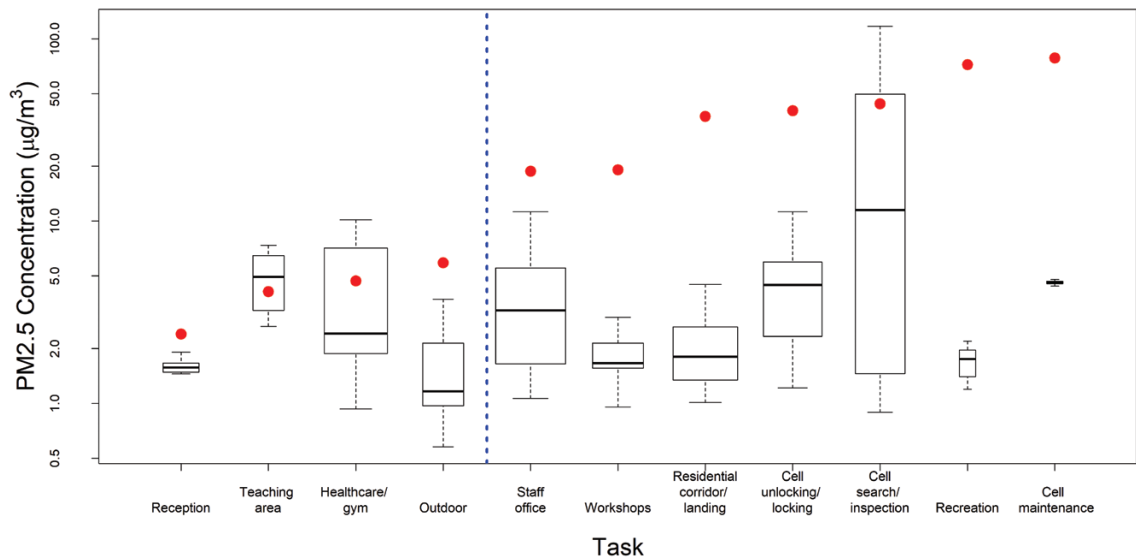 PM2.5 Concentration (μg/m³)
100.0
50.0
20.0
10.0
5.0
2.0
1.0
0.5
Reception
Teaching
area
Healthcare/
gym
Outdoor
Staff
office
Workshops
Residential
corridor/
landing
Cell
unlocking/
locking
Cell
search/
inspection
Recreation
Cell
maintenance
Task